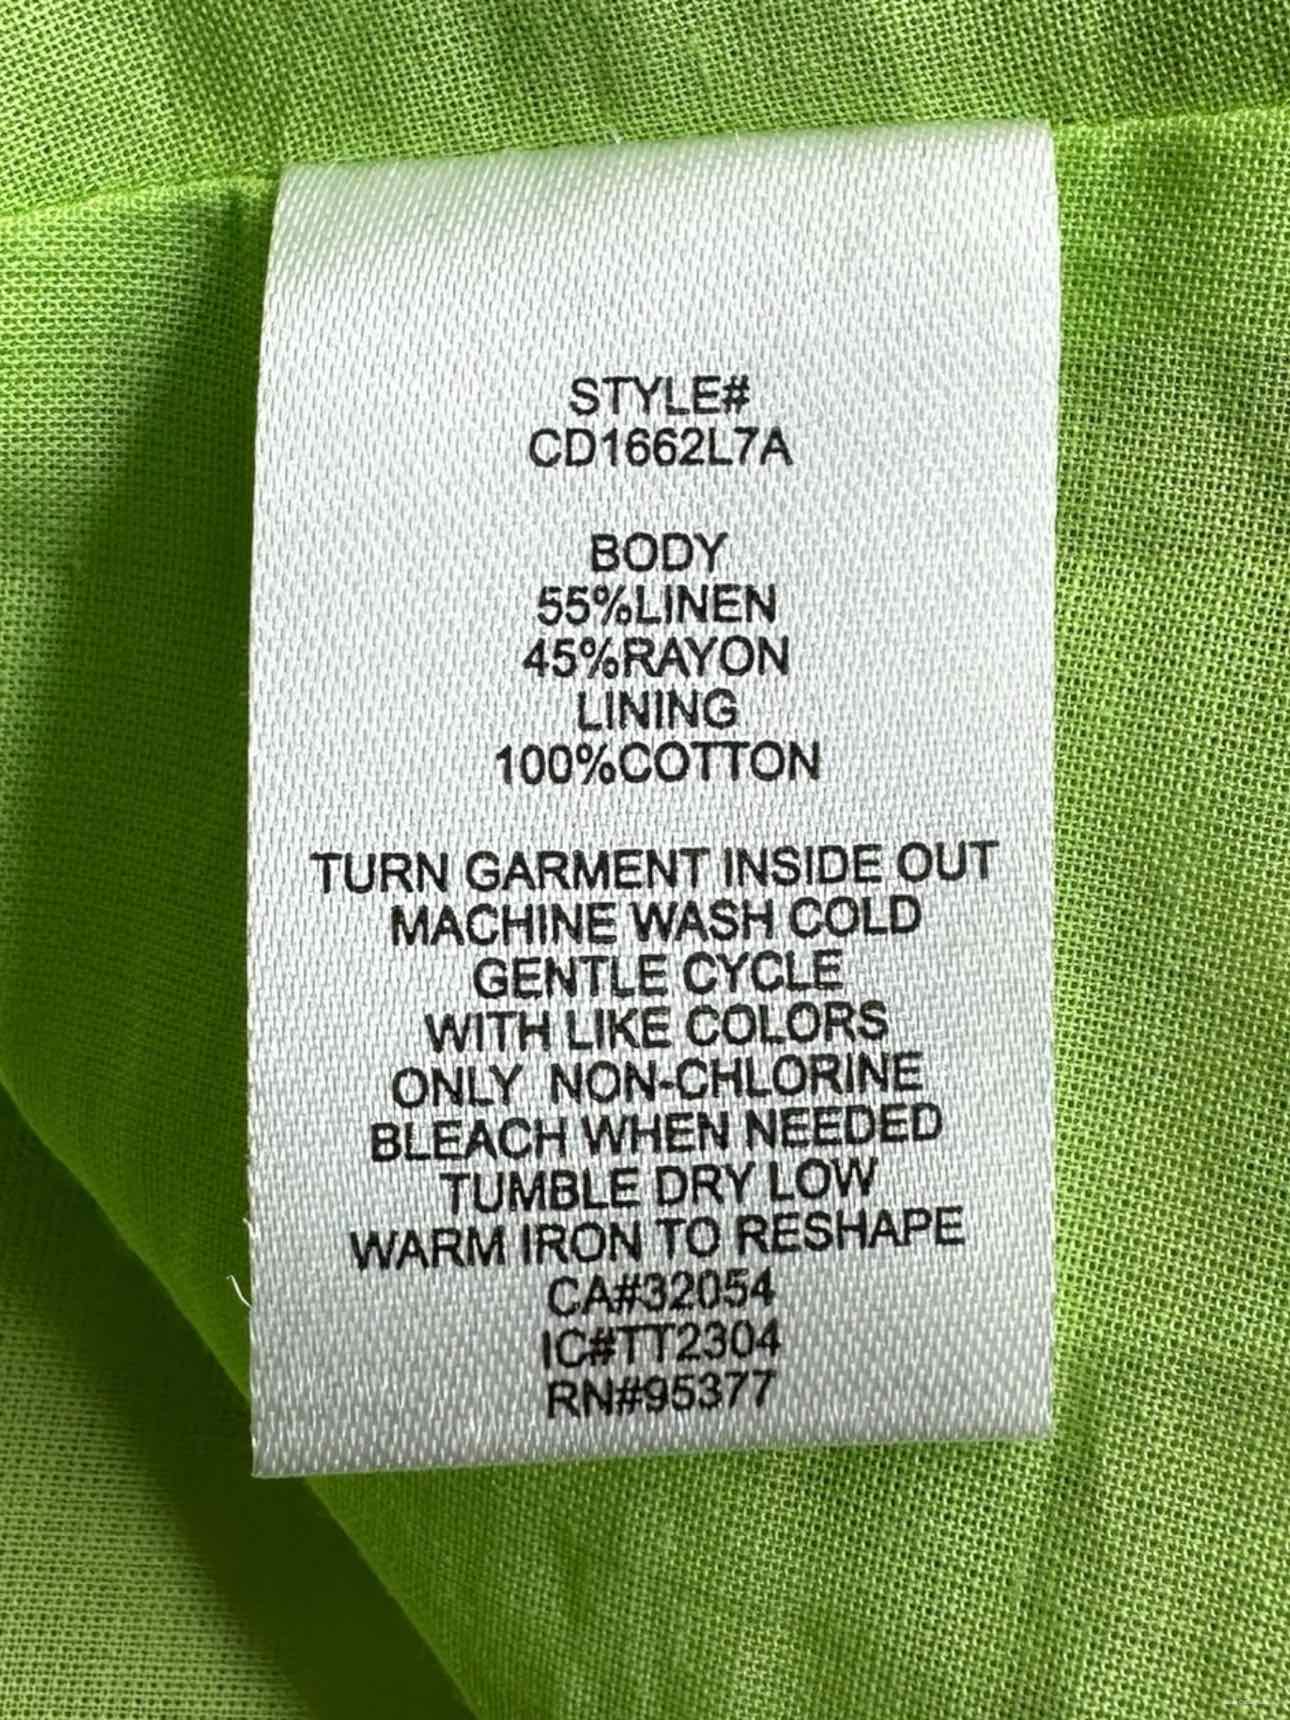 STYLE#
CD1662L7A
BODY
55%LINEN
45%RAYON
LINING
100%COTTON
TURN GARMENT INSIDE OUT
MACHINE WASH COLD
GENTLE CYCLE
WITH LIKE COLORS
ONLY NON-CHLORINE
BLEACH WHEN NEEDED
TUMBLE DRY LOW
WARM IRON TO RESHAPE
CA#32054
IC#TT2304
RN#95377